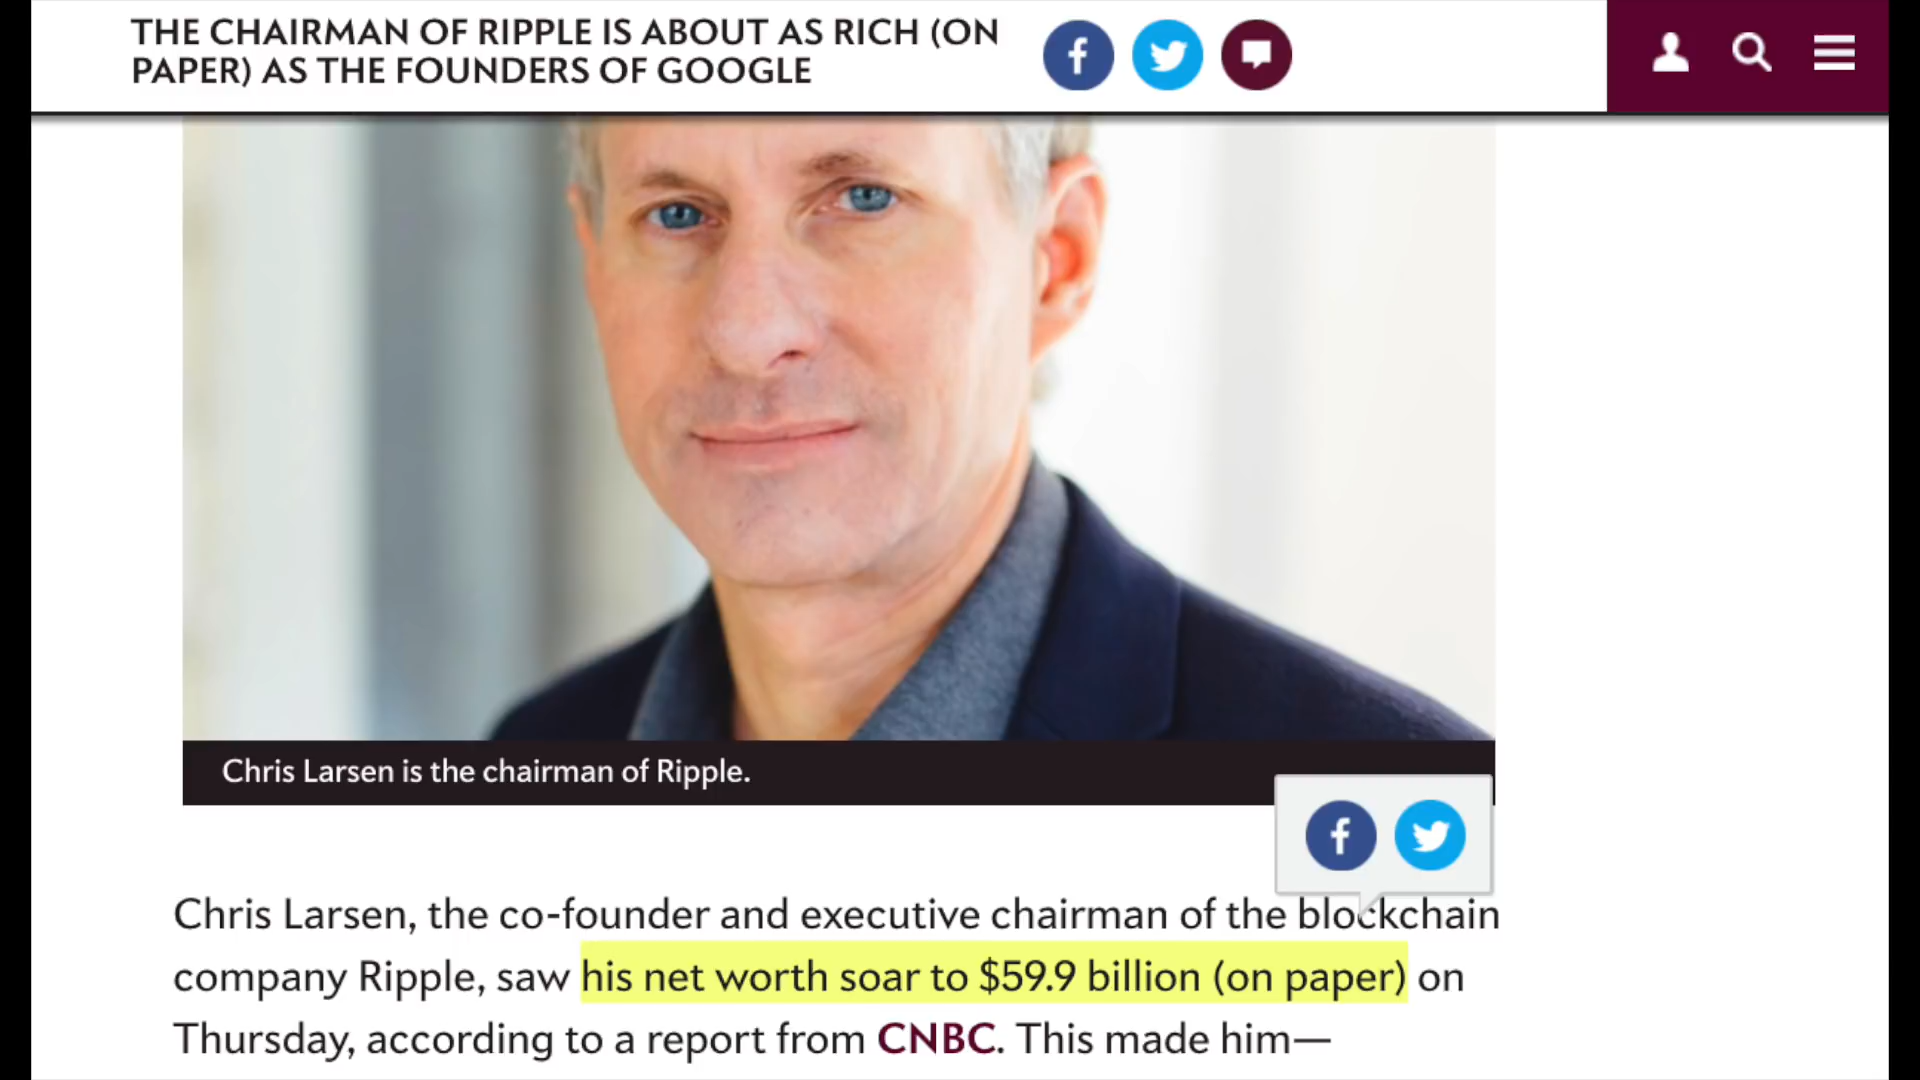 THE CHAIRMAN OF RIPPLE IS ABOUT AS RICH (ON
PAPER) AS THE FOUNDERS OF GOOGLE
Chris Larsen is the chairman of Ripple.
Chris Larsen, the co-founder and executive chairman of the blockchain
company Ripple, saw his net worth soar to $59.9 billion (on paper) on
Thursday, according to a report from CNBC. This made him—